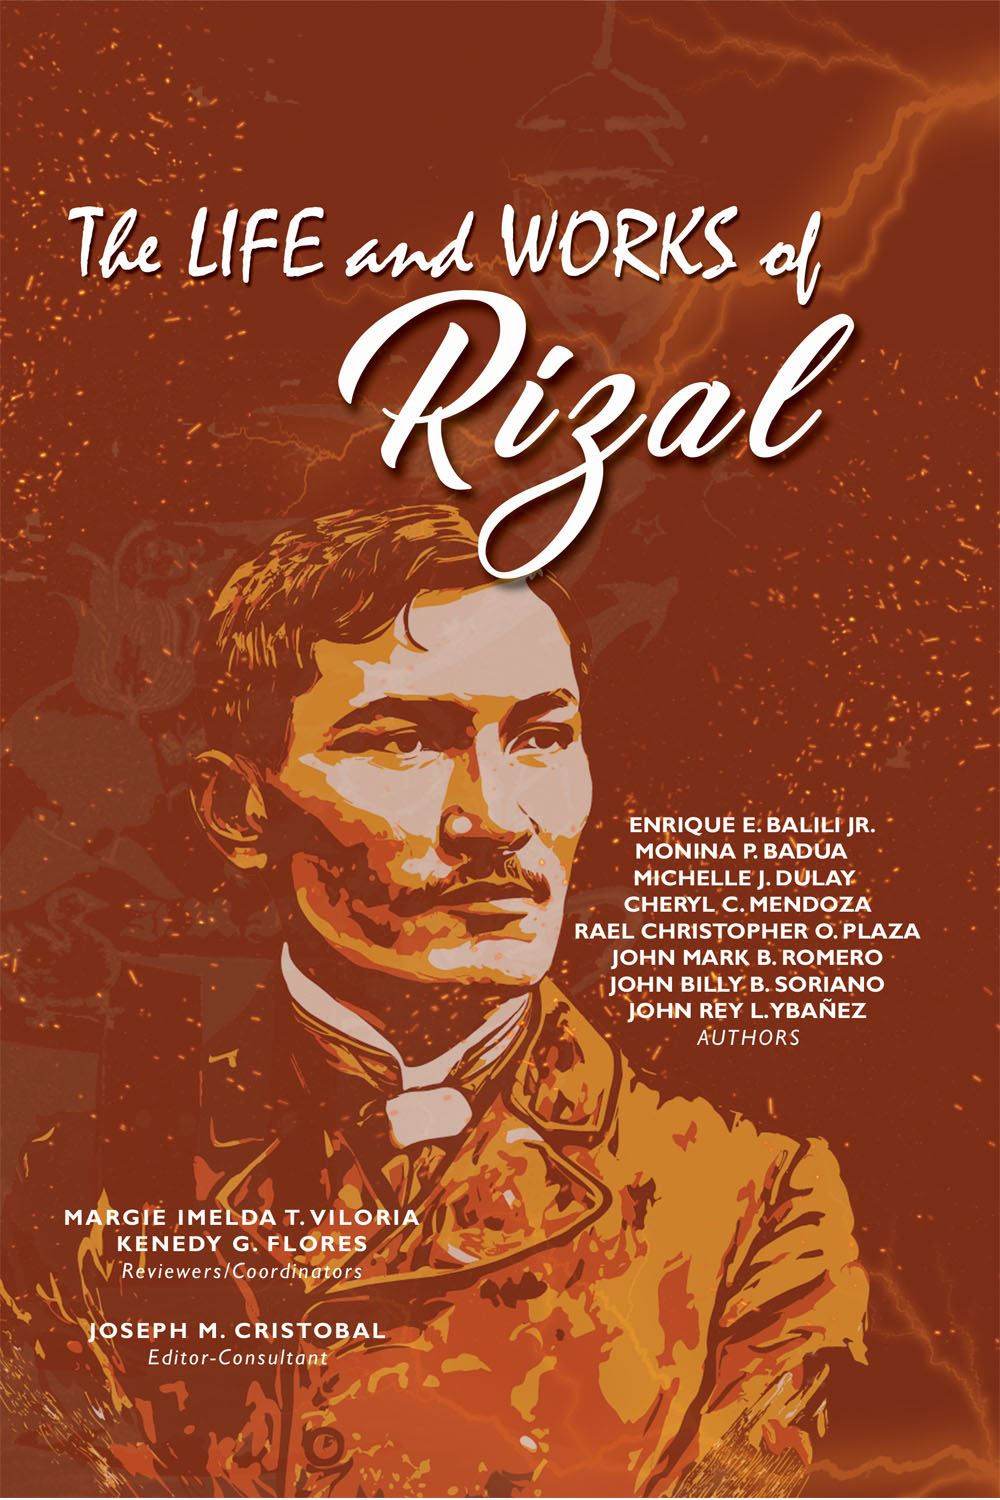 The LIFE and WORKS of
Rizal
ENRIQUE E. BALILI JR.
MONINA P. BADUA
MICHELLE J. DULAY
CHERYL C. MENDOZA
RAEL CHRISTOPHER O. PLAZA
JOHN MARK B. ROMERO
JOHN BILLY B. SORIANO
JOHN REY L. YBAÑEZ
AUTHORS
MARGIE IMELDA T. VILORIA
KENEDY G. FLORES
Reviewers/Coordinators
JOSEPH M. CRISTOBAL
Editor-Consultant